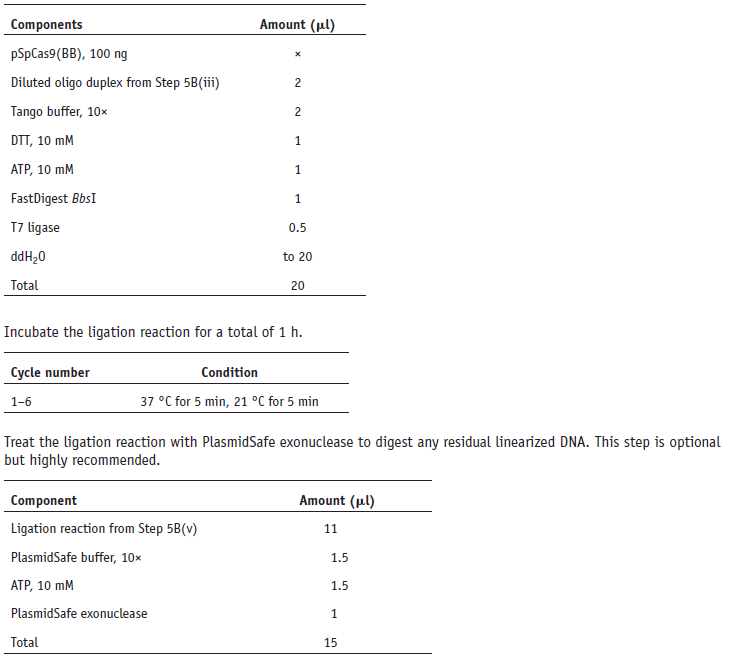 Components Amount (µl)
pSpCas9(BB), 100 ng ×
Diluted oligo duplex from Step 5B(iii) 2
Tango buffer, 10× 2
DTT, 10 mM 1
ATP, 10 mM 1
FastDigest BbsI 1
T7 ligase 0.5
ddH₂O to 20
Total 20
Incubate the ligation reaction for a total of 1 h.
Cycle number Condition
1–6 37 °C for 5 min, 21 °C for 5 min
Treat the ligation reaction with PlasmidSafe exonuclease to digest any residual linearized DNA. This step is optional
but highly recommended.
Component Amount (µl)
Ligation reaction from Step 5B(v) 11
PlasmidSafe buffer, 10× 1.5
ATP, 10 mM 1.5
PlasmidSafe exonuclease 1
Total 15